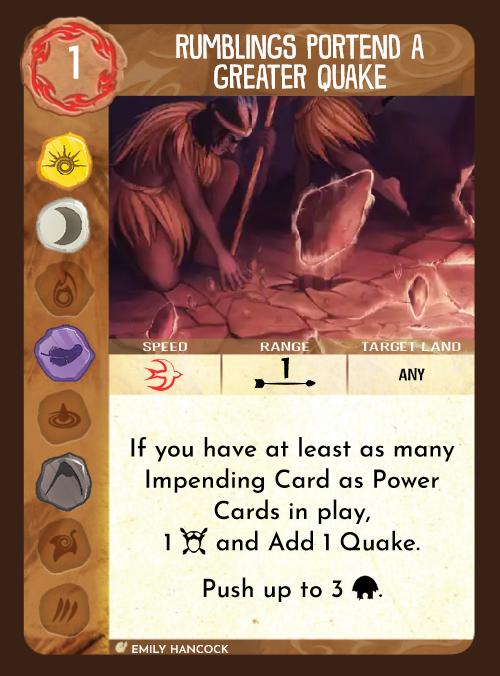 1
RUMBLINGS PORTEND A
GREATER QUAKE
SPEED
RANGE
TARGET LAND
1
ANY
If you have at least as many
Impending Card as Power
Cards in play,
1 and Add 1 Quake.
Push up to 3 .
EMILY HANCOCK